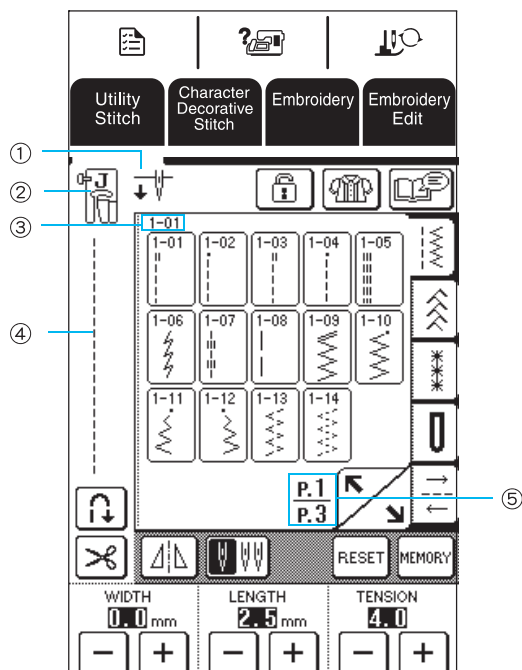 ?
Utility Stitch
Character Decorative Stitch
Embroidery
Embroidery Edit
①
②
J
③
1-01
1-01 1-02 1-03 1-04 1-05
④
1-06 1-07 1-08 1-09 1-10
1-11 1-12 1-13 1-14
P.1
P.3
⑤
RESET MEMORY
WIDTH LENGTH TENSION
0.0 mm 2.5 mm 4.0
− + − + − +